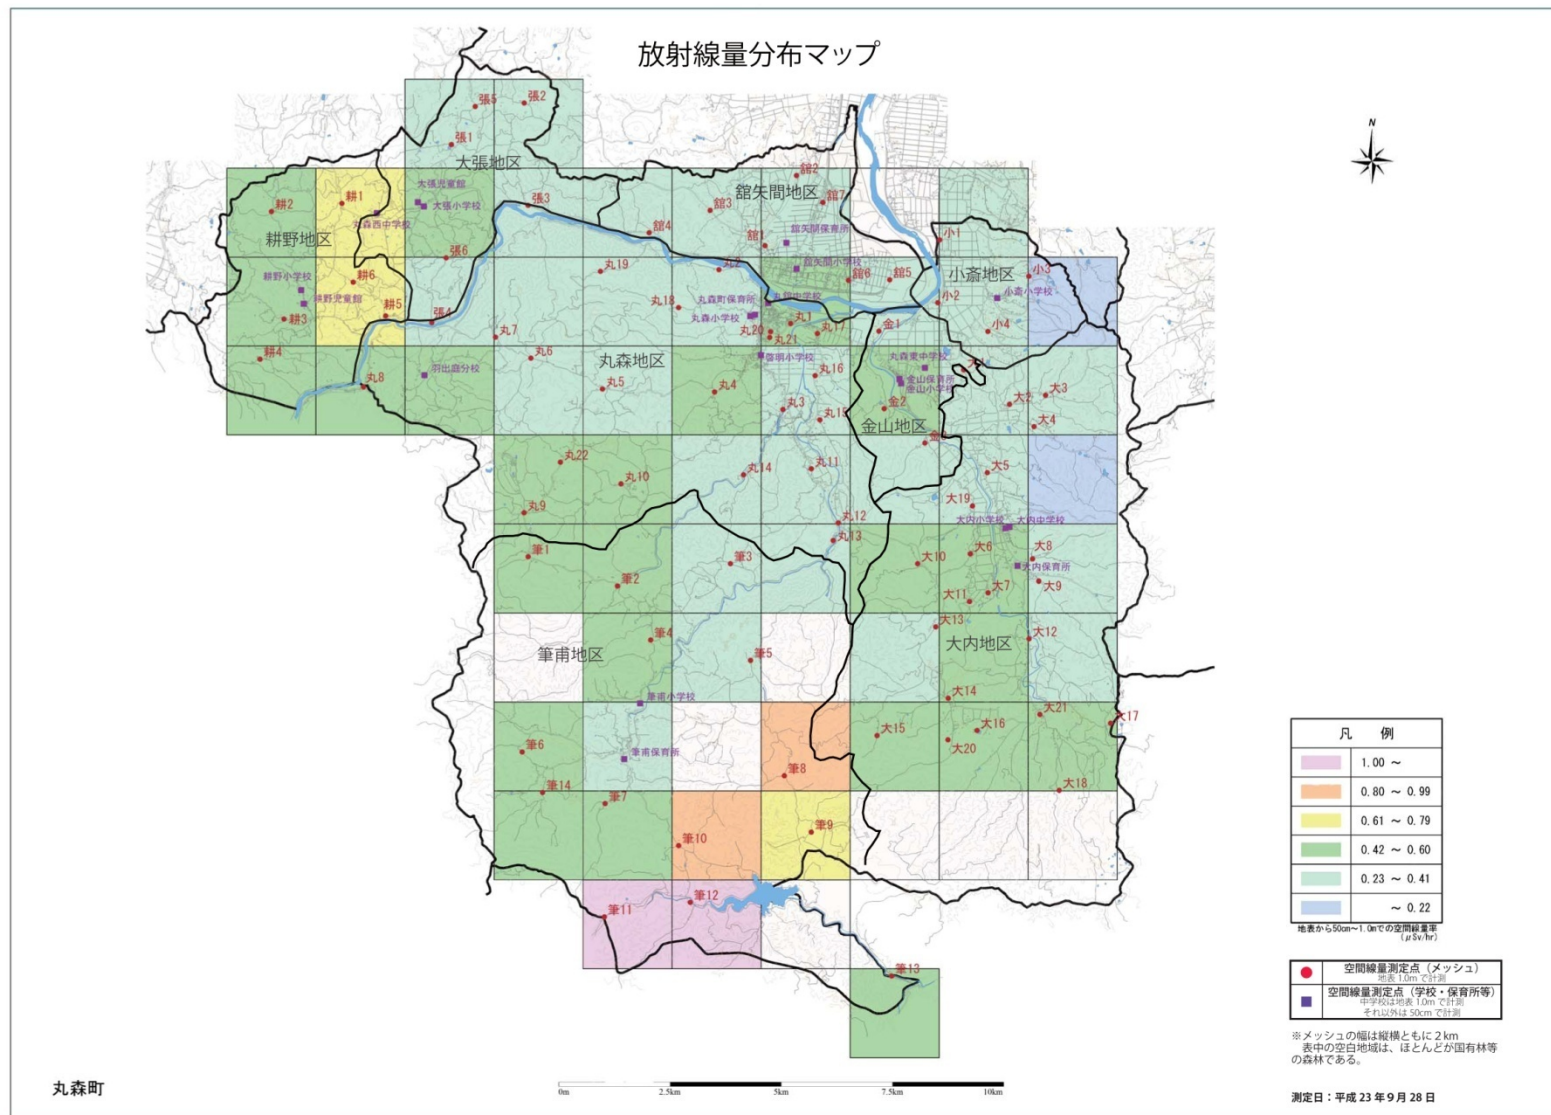 放射線量分布マップ
N
張5
張2
張1
大張地区
舘2
大張児童館
舘矢間地区
耕2
耕1
大張小学校
張3
舘3
舘7
丸森西中学校
舘4
耕野地区
舘1
舘矢間保育所
小1
張6
耕野小学校
耕6
丸19
丸2
舘矢間小学校
舘6
舘5
小斎地区
小3
耕野児童館
丸18
丸森町保育所
丸舘中学校
小2
小斎小学校
耕3
耕5
張4
丸森小学校
丸1
丸7
丸20
丸21
丸17
金1
小4
耕4
丸6
丸森地区
啓明小学校
丸森東中学校
羽出庭分校
丸16
金山保育所
金山小学校
丸8
丸5
丸4
丸3
金2
大2
大3
丸15
金山地区
大4
丸22
丸14
丸11
大5
丸10
丸9
大19
丸12
大内小学校
大内中学校
丸13
筆1
筆3
大10
大6
大8
筆2
大内保育所
大7
大9
大11
筆4
大13
大12
筆甫地区
筆5
大内地区
筆甫小学校
大14
大21
大17
筆6
筆甫保育所
大15
大16
大20
筆8
筆14
筆7
大18
筆10
筆9
筆11
筆12
筆13
凡 例
1.00 ～
0.80 ～ 0.99
0.61 ～ 0.79
0.42 ～ 0.60
0.23 ～ 0.41
～ 0.22
地表から50cm～1.0mでの空間線量率
（μSv/hr）
空間線量測定点（メッシュ）
地表 1.0m で計測
空間線量測定点（学校・保育所等）
中学校は地表 1.0m で計測
それ以外は 50cm で計測
※メッシュの幅は縦横ともに２km
表中の空白地域は、ほとんどが国有林等
の森林である。
丸森町
0m
2.5km
5km
7.5km
10km
測定日：平成 23 年 9 月 28 日